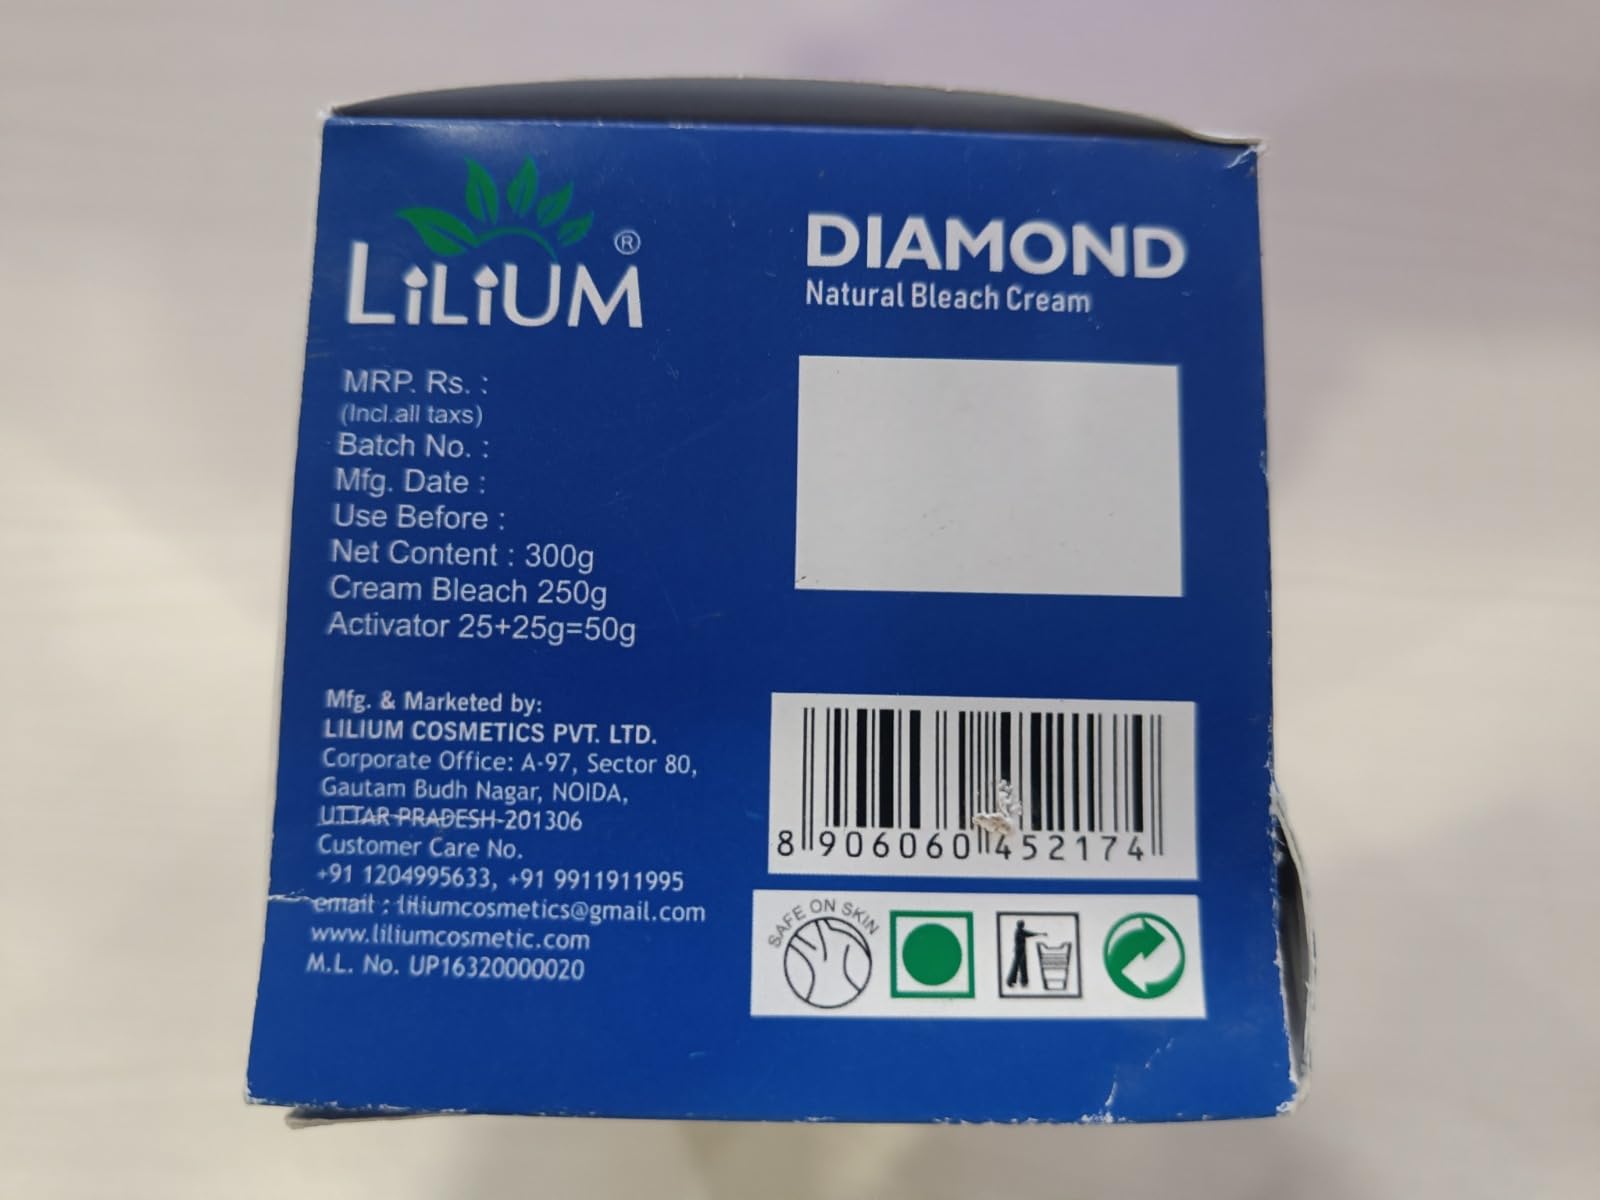 LiLiUM ®
MRP. Rs. :
(Incl.all taxs)
Batch No. :
Mfg. Date :
Use Before :
Net Content : 300g
Cream Bleach 250g
Activator 25+25g=50g
Mfg. & Marketed by:
LILIUM COSMETICS PVT. LTD.
Corporate Office: A-97, Sector 80,
Gautam Budh Nagar, NOIDA,
UTTAR PRADESH-201306
Customer Care No.
+91 1204995633, +91 9911911995
email : liliumcosmetics@gmail.com
www.liliumcosmetic.com
M.L. No. UP16320000020
DIAMOND
Natural Bleach Cream
8 906060 452174
SAFE ON SKIN